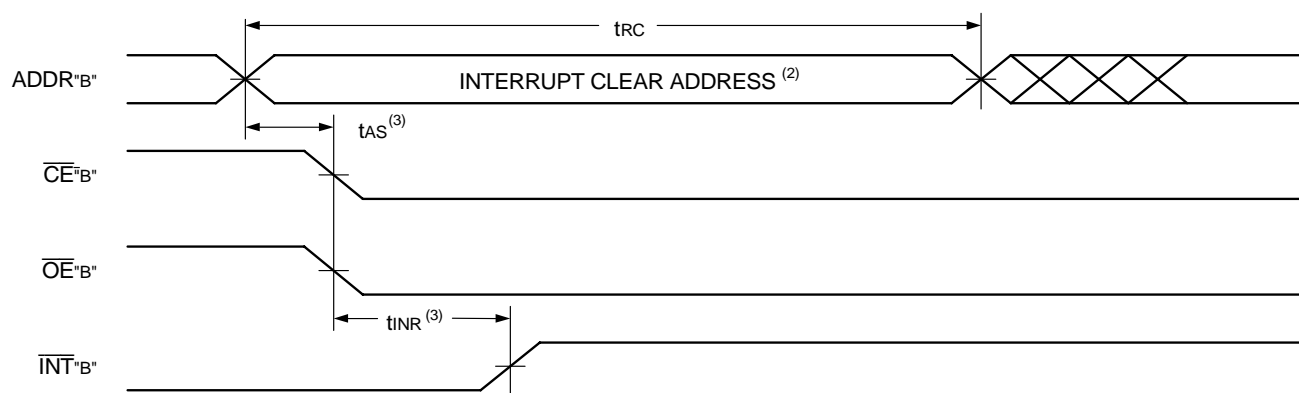 tRC
ADDR"B" INTERRUPT CLEAR ADDRESS (2)
tAS(3)
CE"B"
OE"B"
tINR (3)
INT"B"